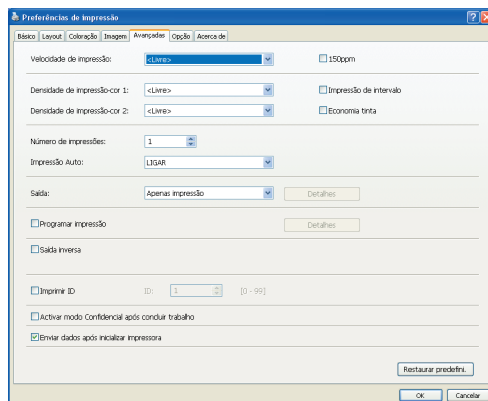 Preferências de impressão
Básico Layout Coloração Imagem Avançadas Opção Acerca de
Velocidade de impressão: <Livre> 150ppm
Densidade de impressão-cor 1: <Livre> Impressão de intervalo
Densidade de impressão-cor 2: <Livre> Economia tinta
Número de impressões: 1
Impressão Auto: LIGAR
Saída: Apenas impressão Detalhes
Programar impressão Detalhes
Saída inversa
Imprimir ID ID: 1 [0 - 99]
Activar modo Confidencial após concluir trabalho
Enviar dados após inicializar impressora
Restaurar predefini.
OK Cancelar